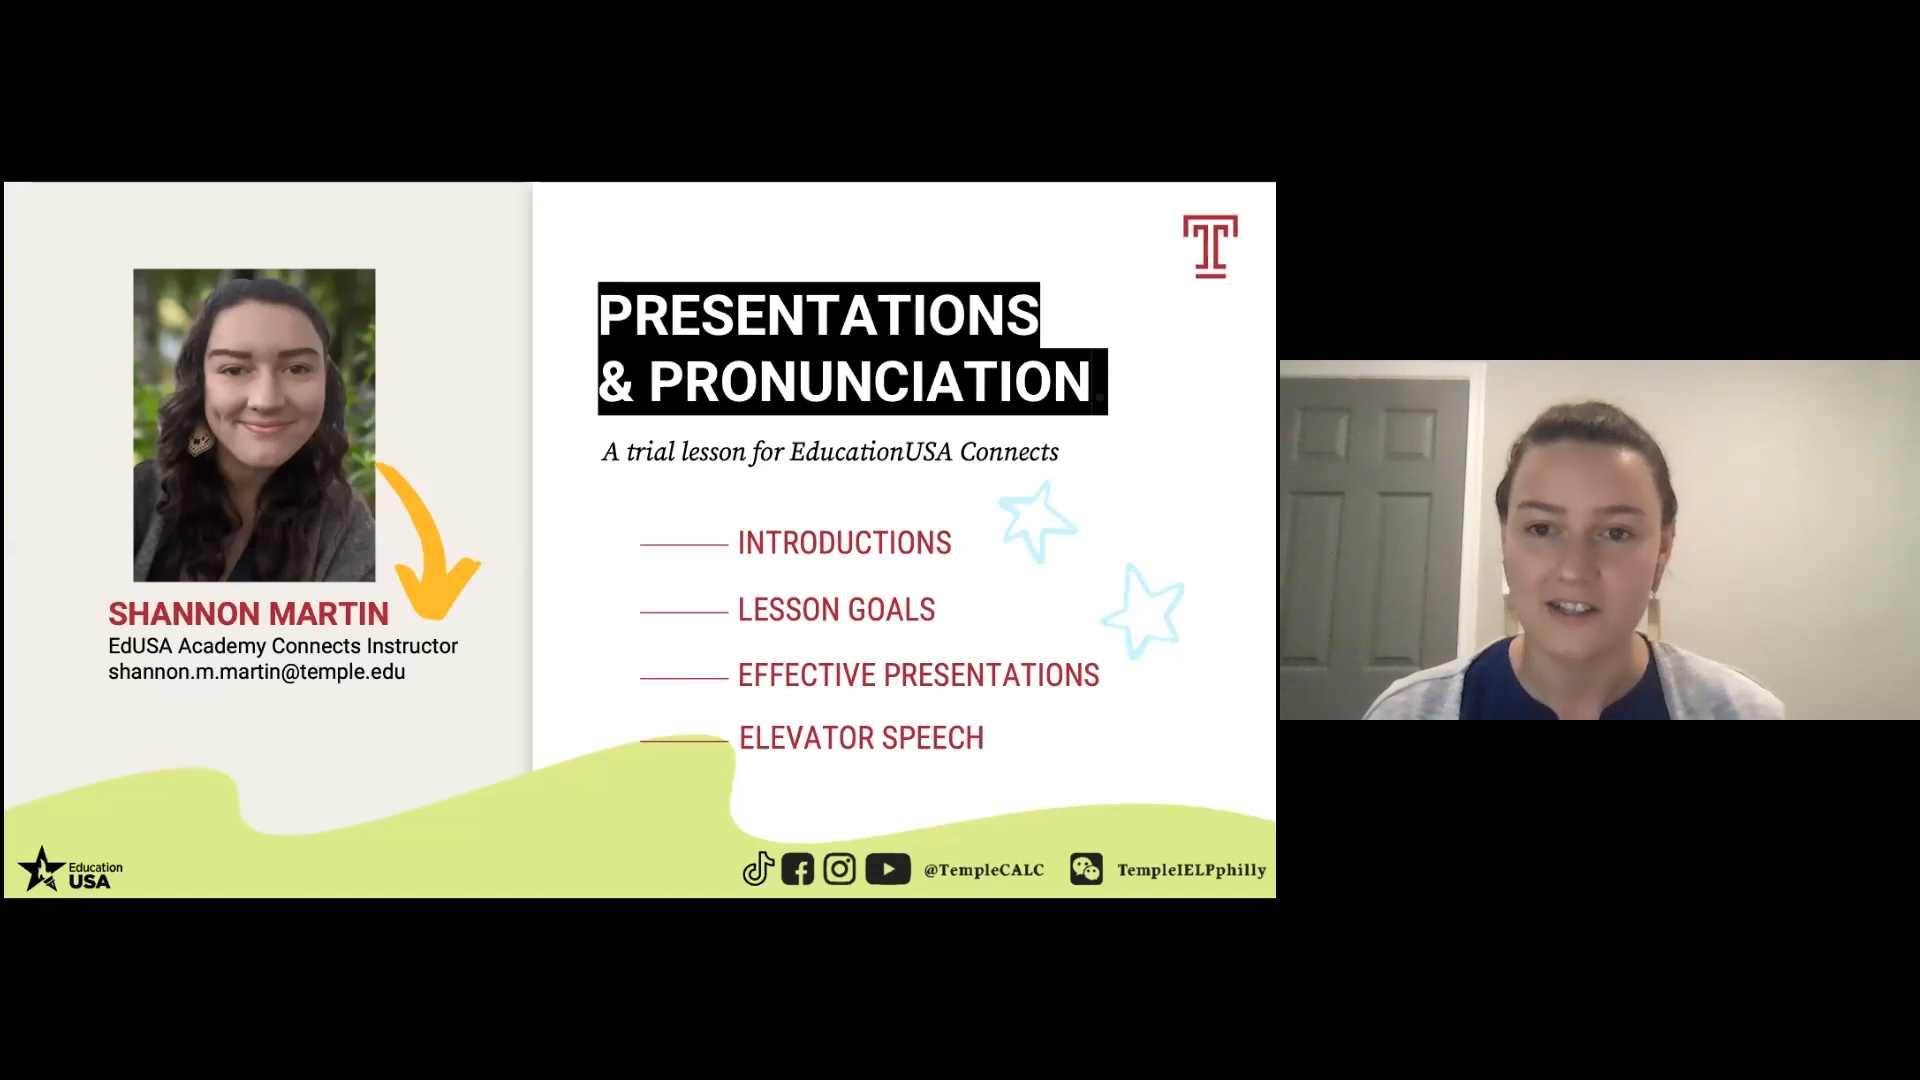 SHANNON MARTIN
EdUSA Academy Connects Instructor
shannon.m.martin@temple.edu
PRESENTATIONS
& PRONUNCIATION.
A trial lesson for EducationUSA Connects
INTRODUCTIONS
LESSON GOALS
EFFECTIVE PRESENTATIONS
ELEVATOR SPEECH
Education
USA
@TempleCALC
TempleIELPphilly
T